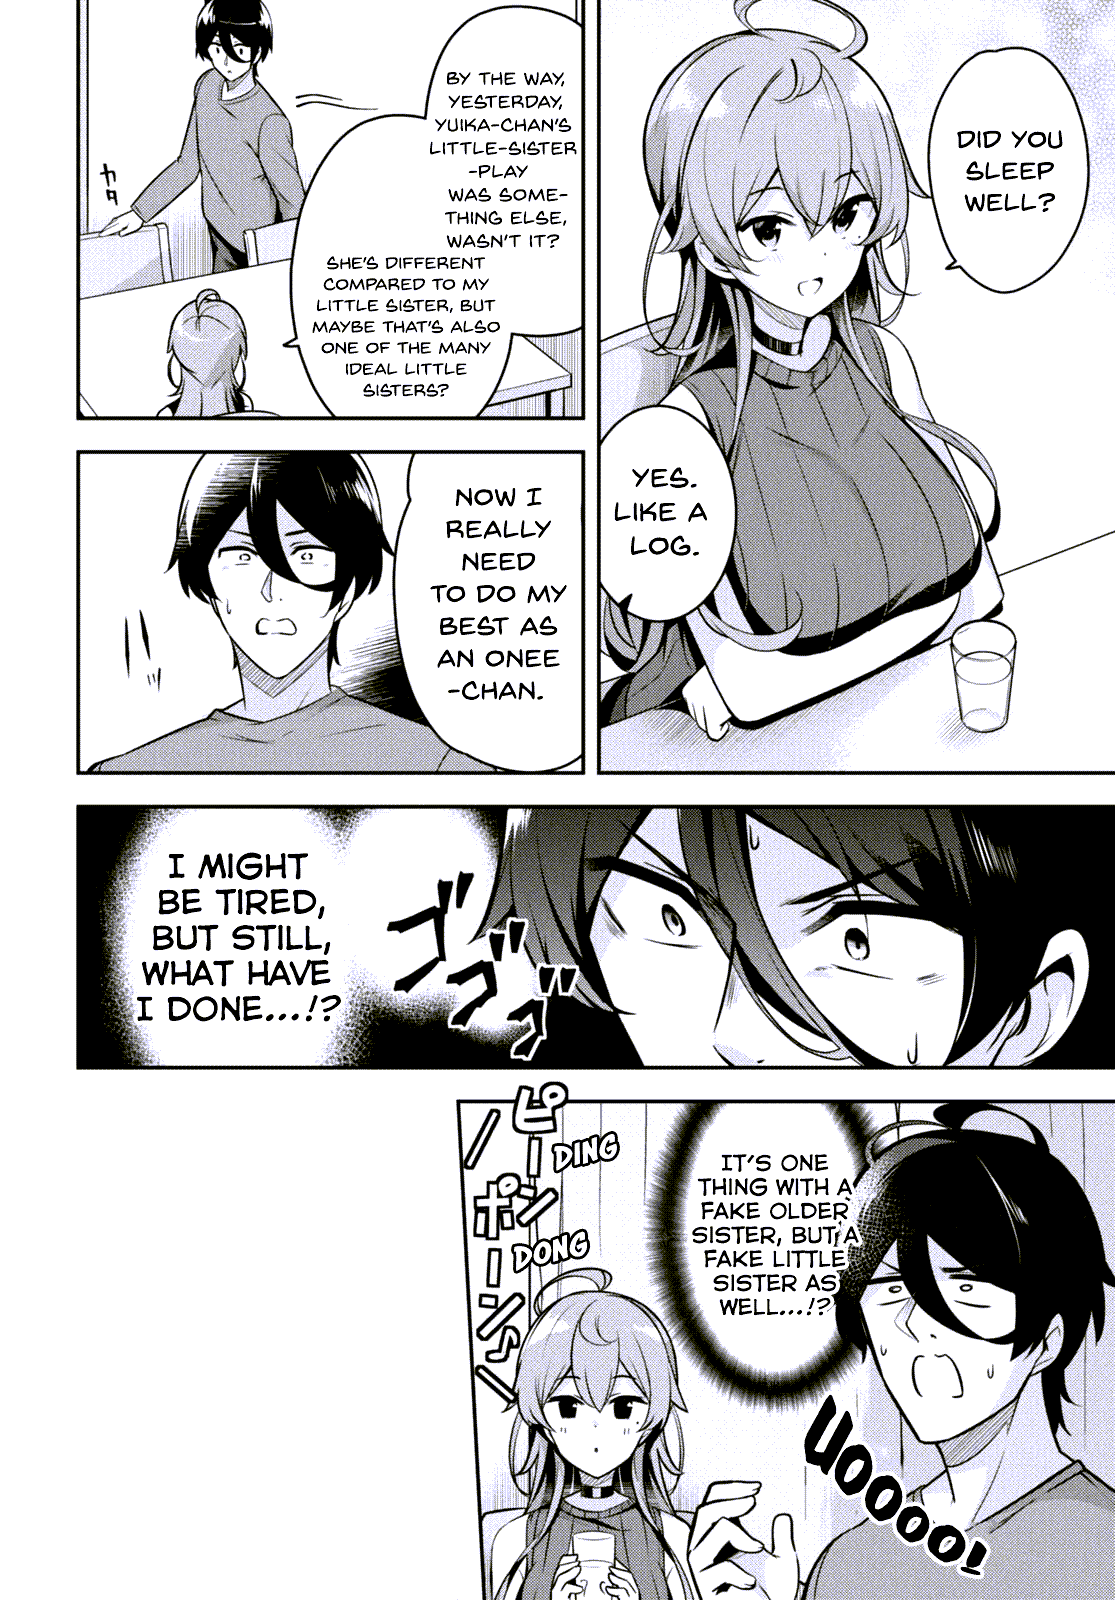 DID YOU
SLEEP
WELL?
YES.
LIKE A
LOG.
BY THE WAY,
YESTERDAY,
YUIKA-CHAN'S
LITTLE-SISTER
-PLAY
WAS SOME-
THING ELSE,
WASN'T IT?
SHE'S DIFFERENT
COMPARED TO MY
LITTLE SISTER, BUT
MAYBE THAT'S ALSO
ONE OF THE MANY
IDEAL LITTLE
SISTERS?
カタ
NOW I
REALLY
NEED
TO DO MY
BEST AS
AN ONEE
-CHAN.
I MIGHT
BE TIRED,
BUT STILL,
WHAT HAVE
I DONE...!?
ゴゴゴ
IT'S ONE
THING WITH A
FAKE OLDER
SISTER, BUT A
FAKE LITTLE
SISTER AS
WELL...!?
ピーン
ポーン♪
DING
DONG
UOOOOO!